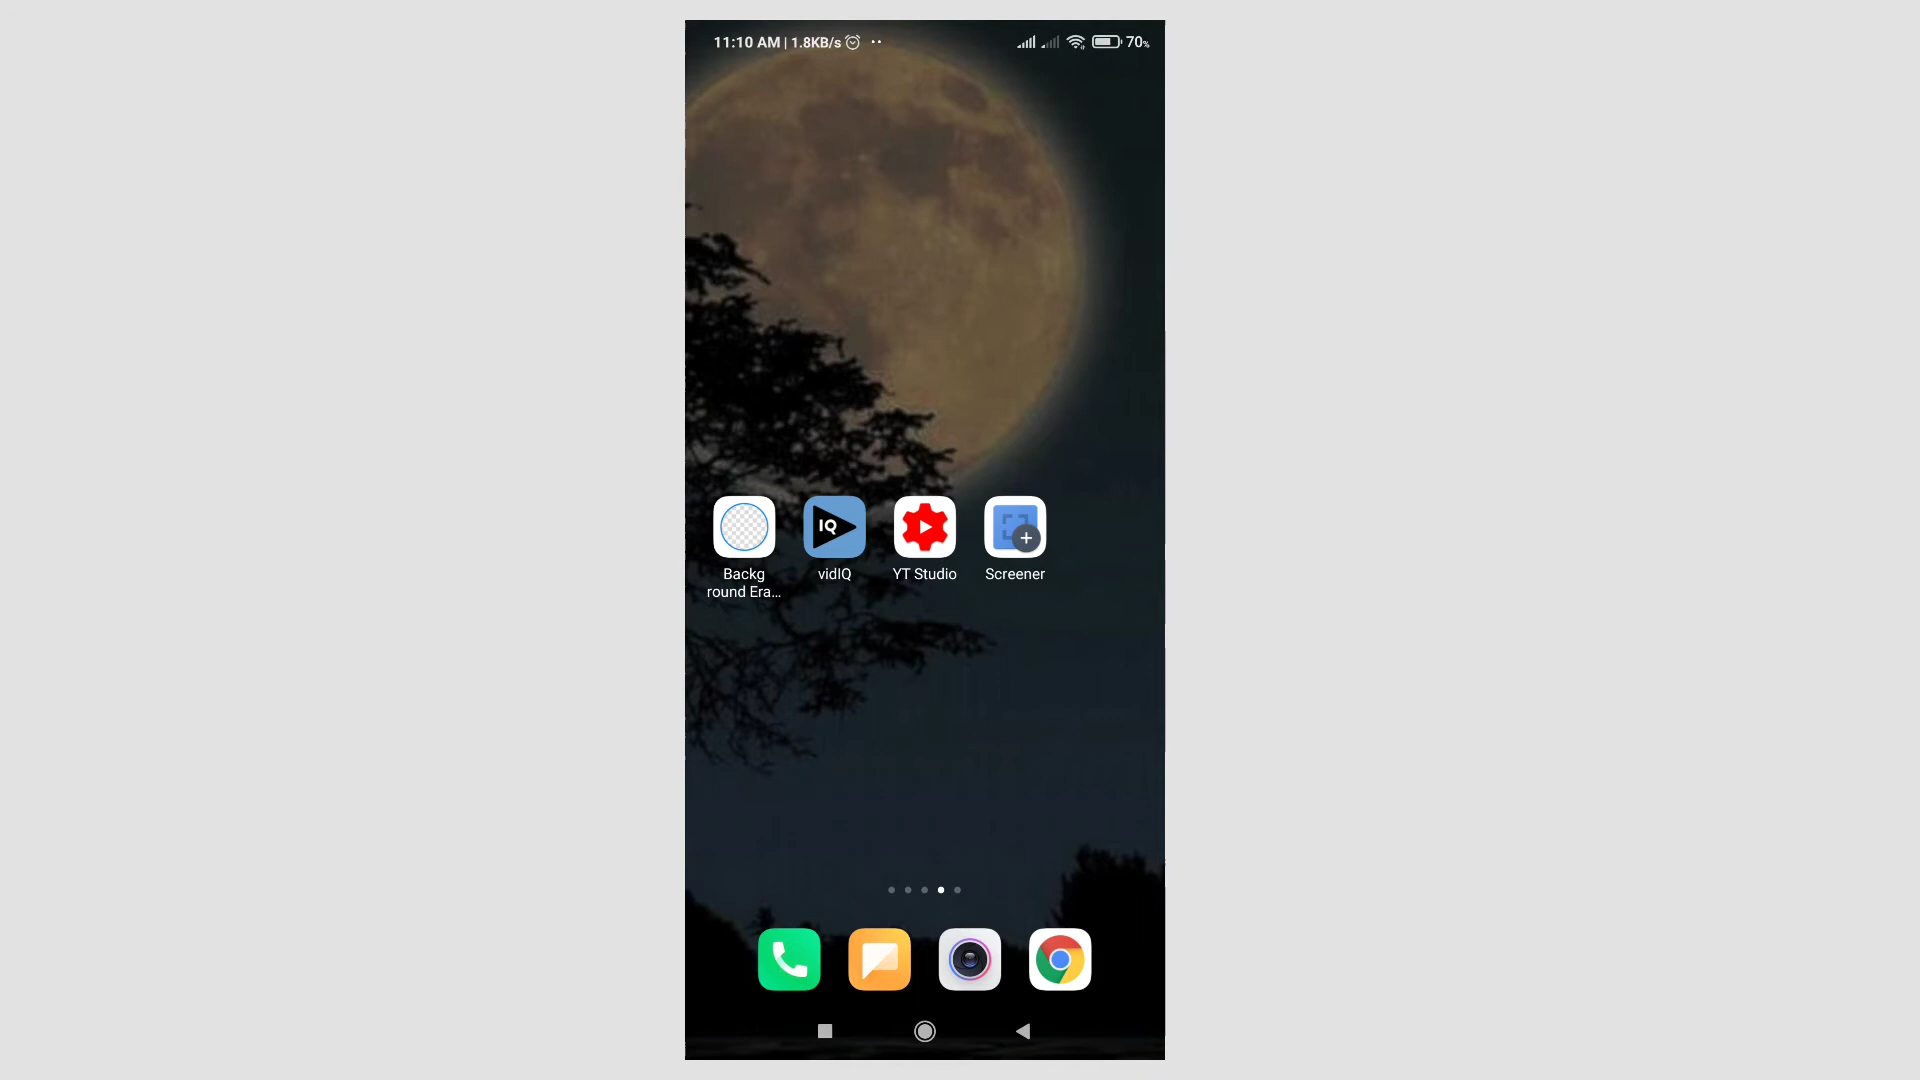 11:10 AM | 1.8KB/s
70%
IQ
Backg
round Era...
vidIQ
YT Studio
Screener